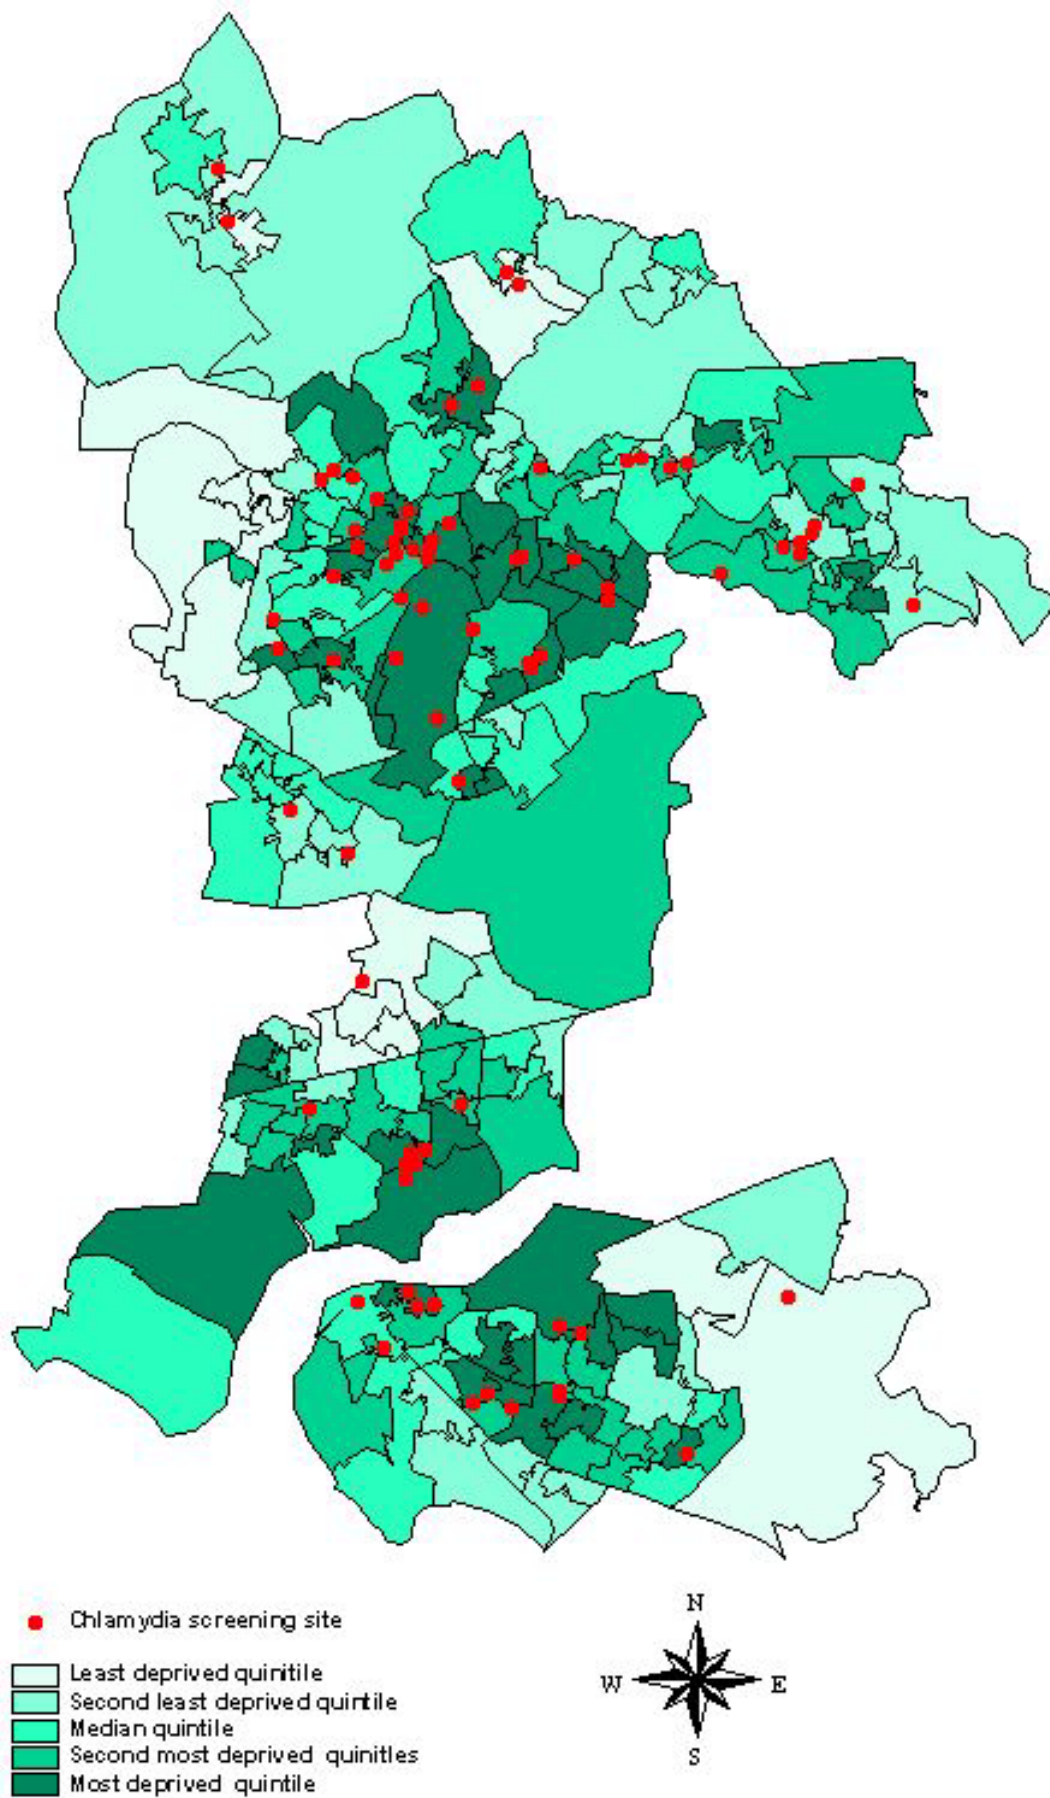 Chlamydia screening site
Least deprived quinitile
Second least deprived quintile
Median quintile
Second most deprived quinitles
Most deprived quintile
N
W E
S